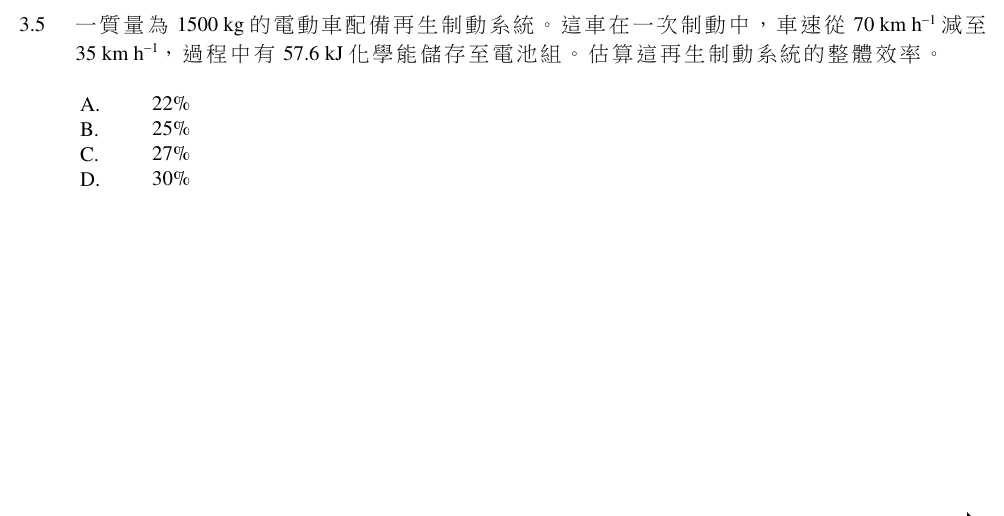 3.5 一質量為 1500 kg 的電動車配備再生制動系統。這車在一次制動中，車速從 70 km h⁻¹ 減至
35 km h⁻¹，過程中有 57.6 kJ 化學能儲存至電池組。估算這再生制動系統的整體效率。
A. 22%
B. 25%
C. 27%
D. 30%